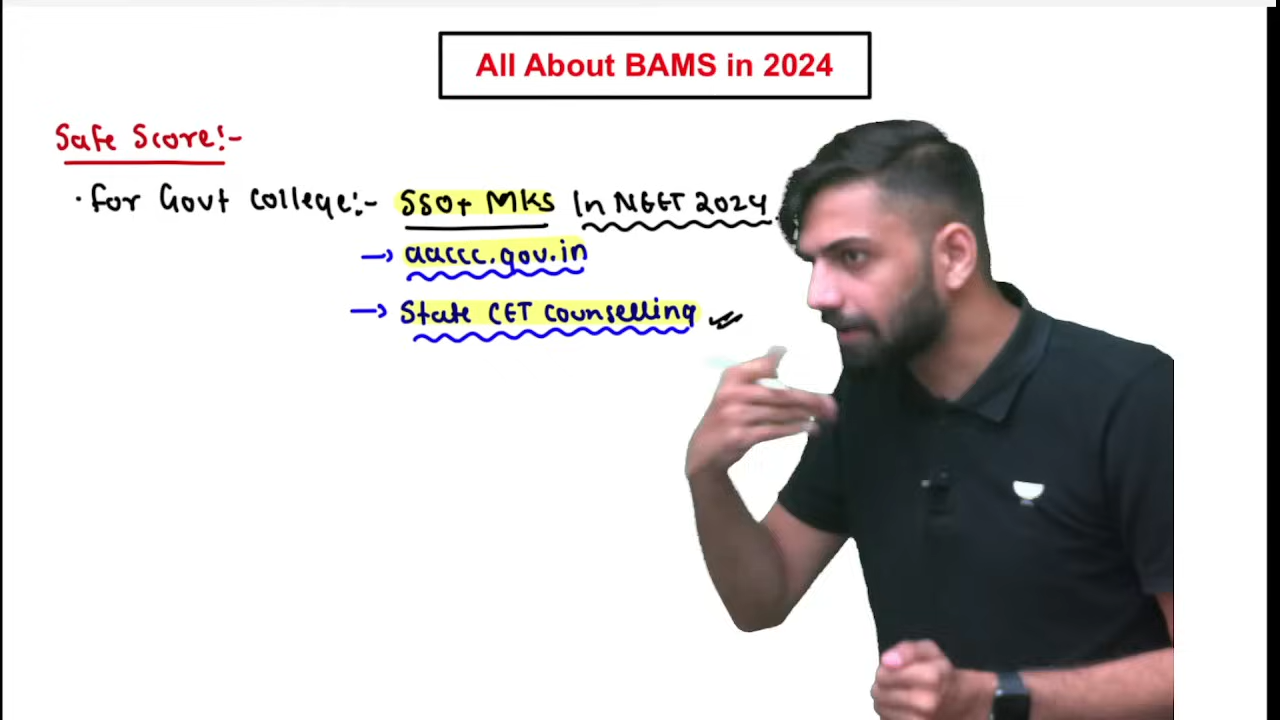 All About BAMS in 2024
Safe Score:-
• For Govt College:- 550+ MKS In NEET 2024.
→ aaccc.gov.in
→ State CET counselling ✓